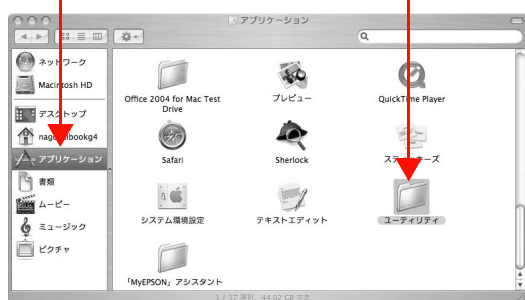 アプリケーション
ネットワーク
Macintosh HD
デスクトップ
アプリケーション
書類
ムービー
ミュージック
ピクチャ
Office 2004 for Mac Test
Drive
プレビュー
QuickTime Player
Safari
Sherlock
システム環境設定
テキストエディット
ユーティリティ
「MyEPSON」アシスタント